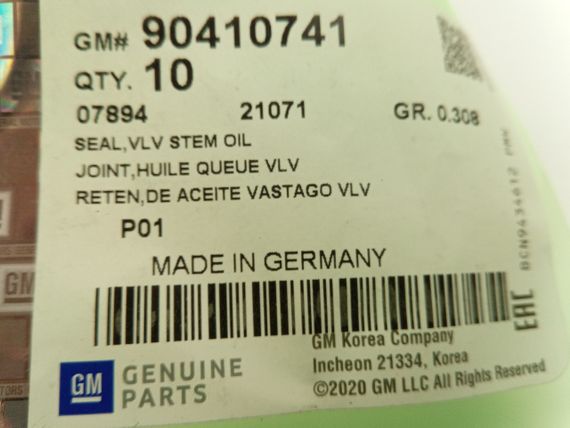 GM# 90410741
QTY. 10
07894 21071 GR. 0.308
SEAL,VLV STEM OIL
JOINT,HUILE QUEUE VLV
RETEN,DE ACEITE VASTAGO VLV
P01
MADE IN GERMANY
GM Korea Company
Incheon 21334, Korea
©2020 GM LLC All Rights Reserved
GM GENUINE
PARTS
EAC
GM